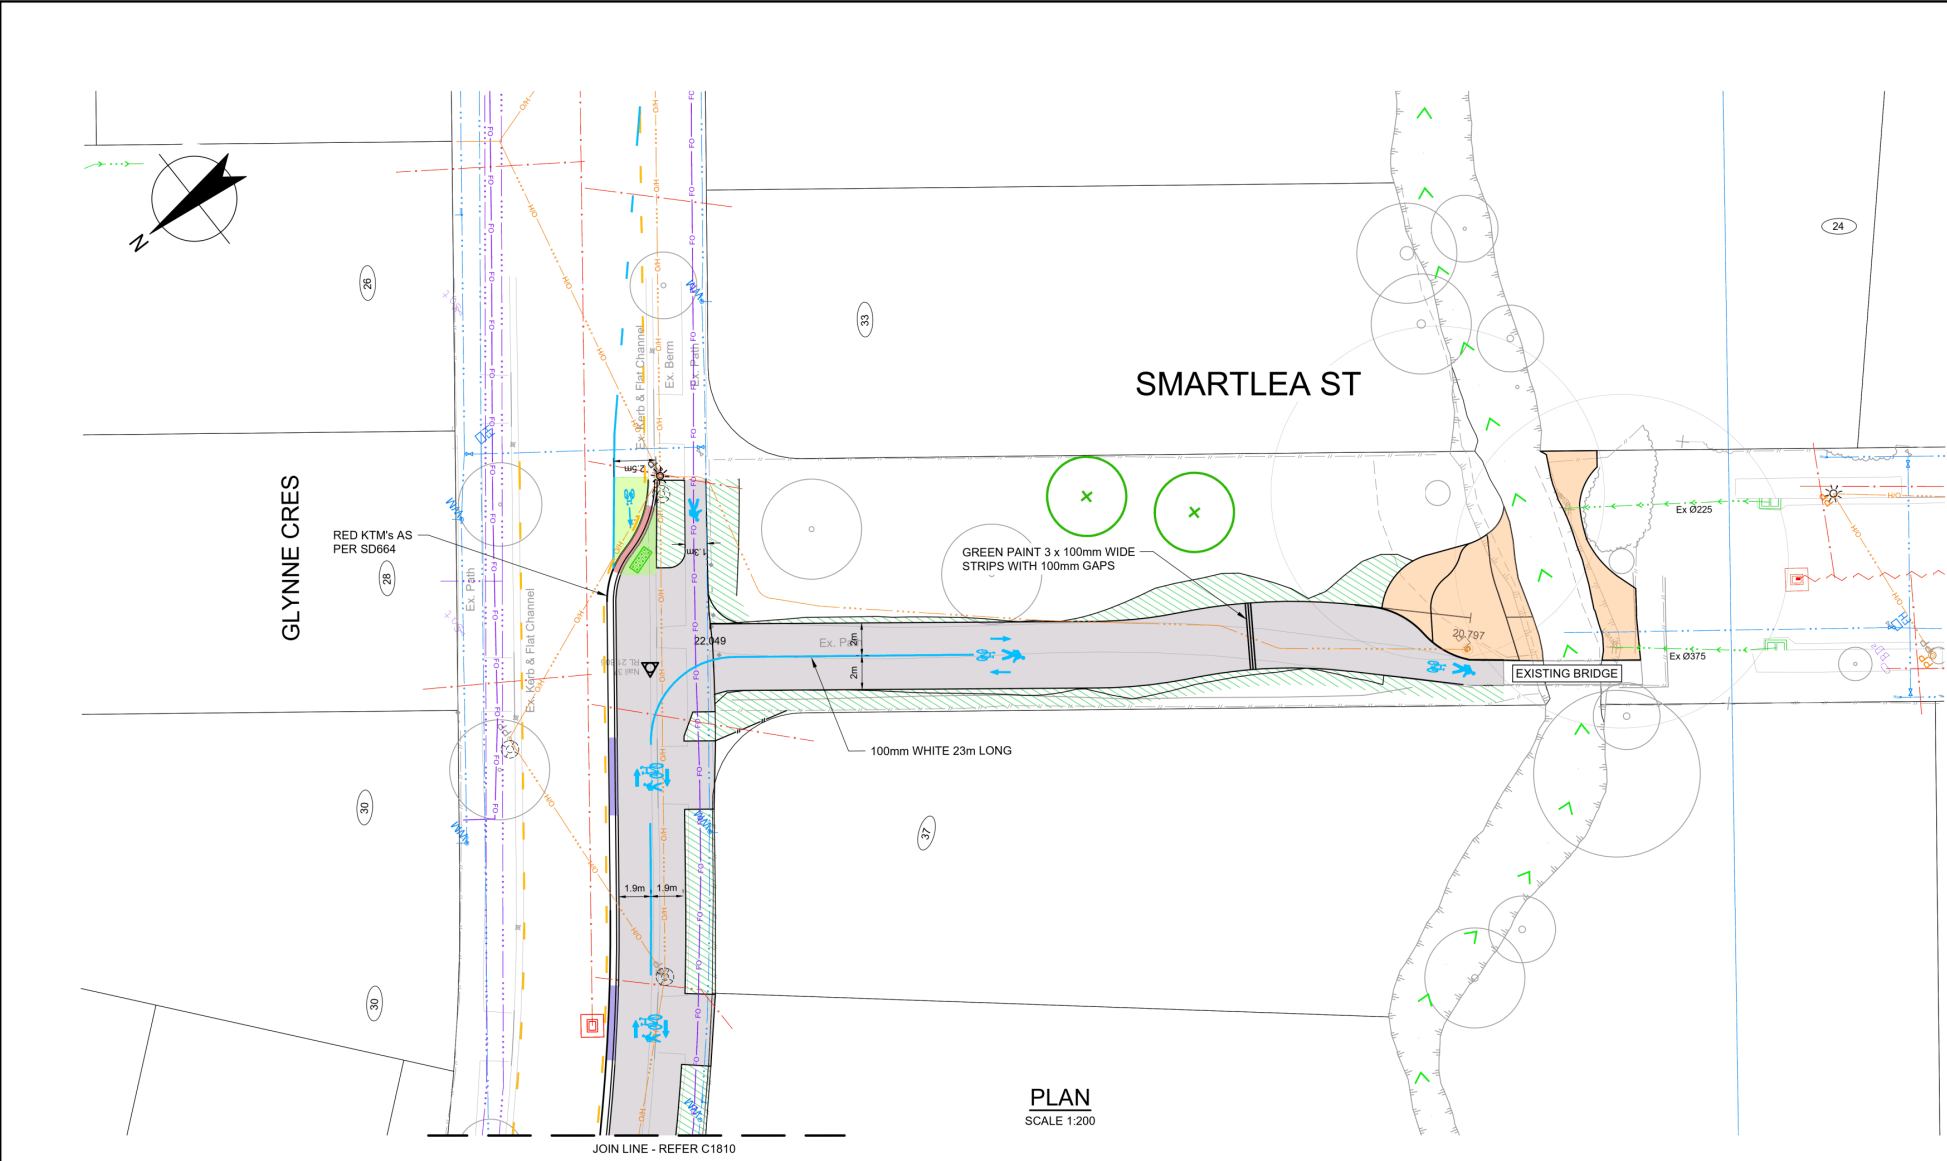 N
26
33
24
SMARTLEA ST
GLYNNE CRES
Ex. Kerb & Flat Channel
Ex. Berm
Ex. Path
2.5m
RED KTM's AS
PER SD664
28
1.3m
GREEN PAINT 3 x 100mm WIDE
STRIPS WITH 100mm GAPS
Ex Ø225
Ex. Path
Ex. Kerb & Flat Channel
22.049
2m
2m
20.797
Ex Ø375
EXISTING BRIDGE
100mm WHITE 23m LONG
30
37
1.9m
1.9m
30
PLAN
SCALE 1:200
JOIN LINE - REFER C1810
FO
O/H
WM
PP